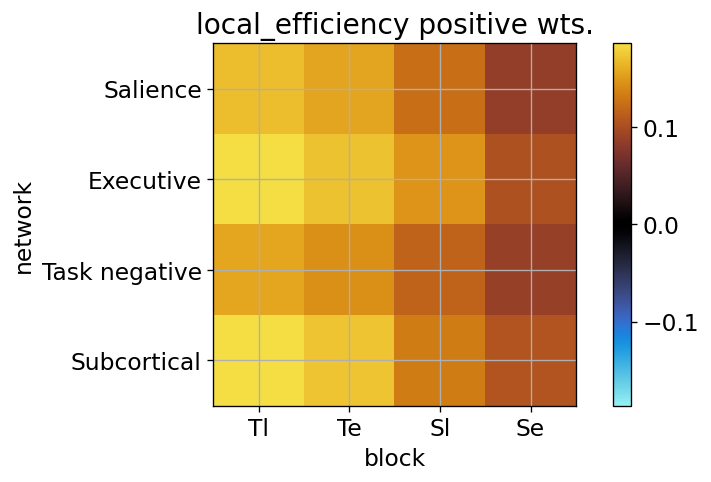 local_efficiency positive wts.
Salience
Executive
Task negative
Subcortical
network
Tl Te Sl Se
block
0.1
0.0
−0.1